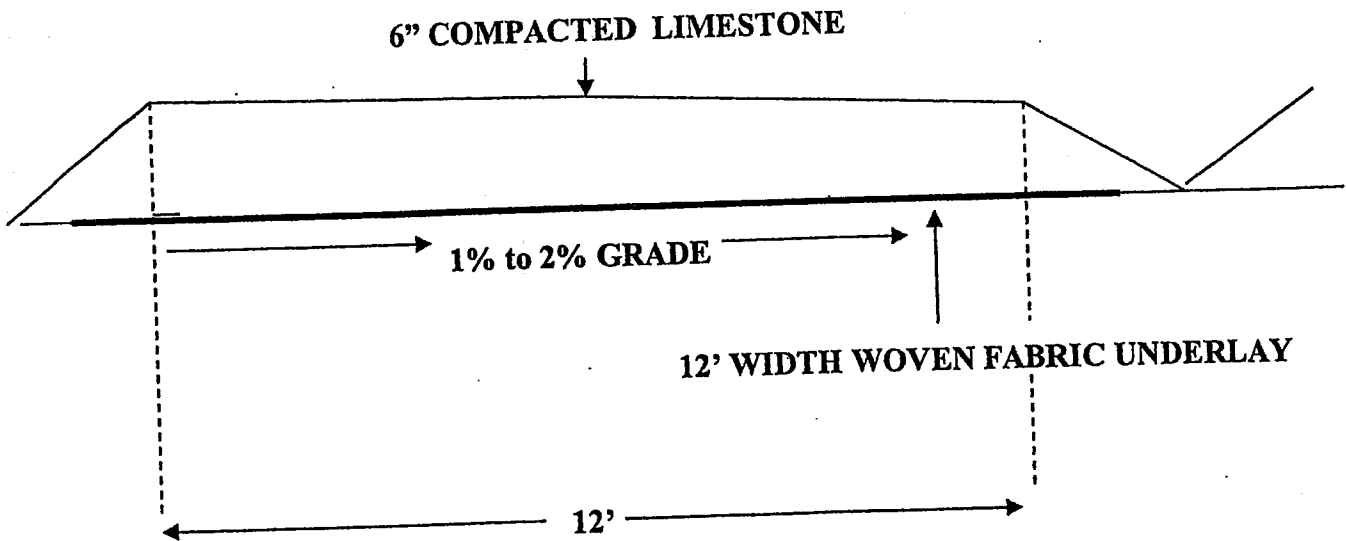 6” COMPACTED LIMESTONE
1% to 2% GRADE
12’ WIDTH WOVEN FABRIC UNDERLAY
12’